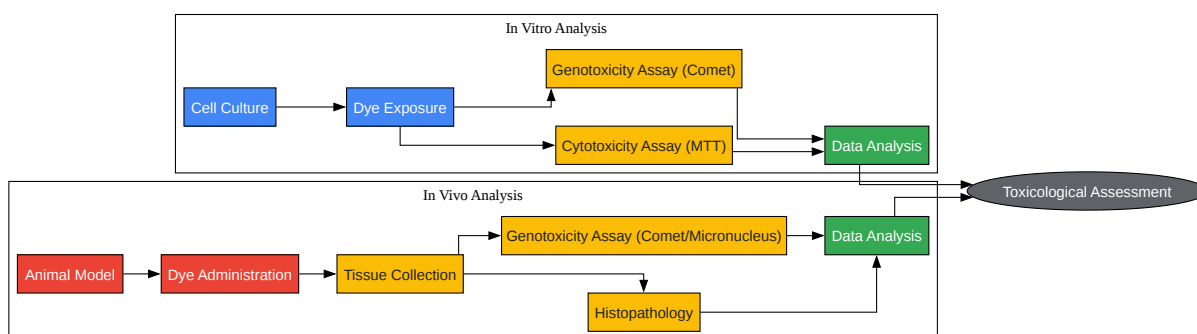 In Vitro Analysis
Genotoxicity Assay (Comet)
Cell Culture
Dye Exposure
Cytotoxicity Assay (MTT)
Data Analysis
Toxicological Assessment
In Vivo Analysis
Genotoxicity Assay (Comet/Micronucleus)
Data Analysis
Animal Model
Dye Administration
Tissue Collection
Histopathology